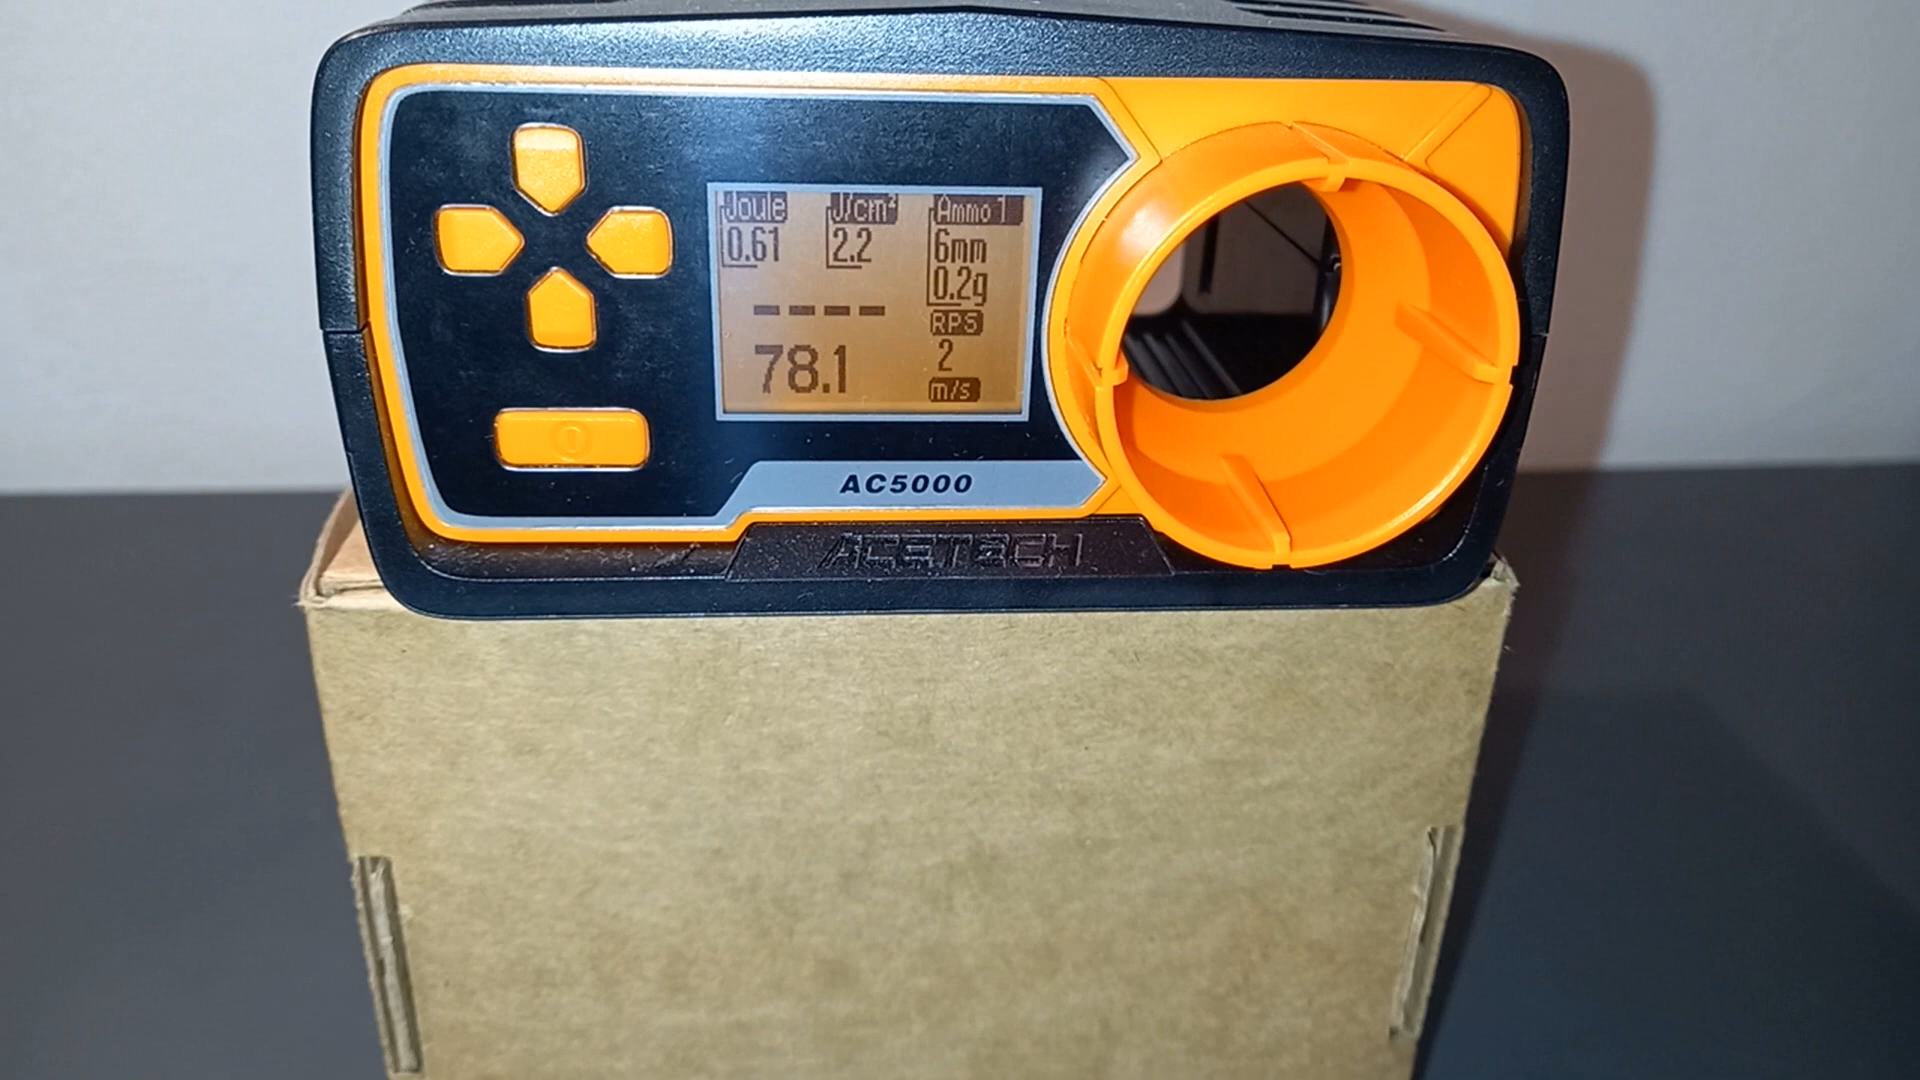 Joule J/cm² Ammo 1
0.61 2.2 6mm
0.2g
---- RPS
78.1 2
m/s
AC5000
ACETECH